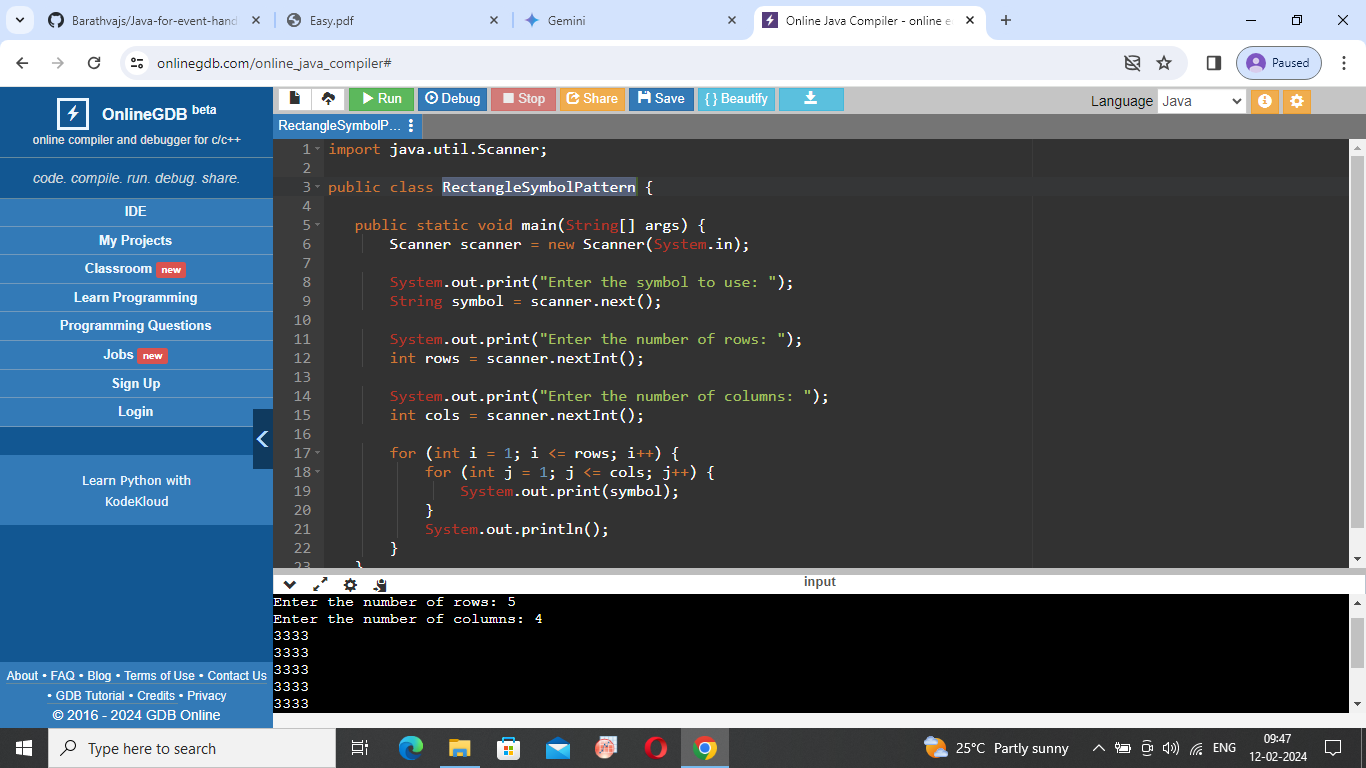 Barathvajs/Java-for-event-hand
Easy.pdf
Gemini
Online Java Compiler - online e
onlinegdb.com/online_java_compiler#
Paused
OnlineGDB beta
online compiler and debugger for c/c++
code. compile. run. debug. share.
IDE
My Projects
Classroom new
Learn Programming
Programming Questions
Jobs new
Sign Up
Login
Learn Python with
KodeKloud
About • FAQ • Blog • Terms of Use • Contact Us
• GDB Tutorial • Credits • Privacy
© 2016 - 2024 GDB Online
Run
Debug
Stop
Share
Save
{ } Beautify
Language Java
RectangleSymbolP...
1 import java.util.Scanner;
2
3 public class RectangleSymbolPattern {
4
5 public static void main(String[] args) {
6 Scanner scanner = new Scanner(System.in);
7
8 System.out.print("Enter the symbol to use: ");
9 String symbol = scanner.next();
10
11 System.out.print("Enter the number of rows: ");
12 int rows = scanner.nextInt();
13
14 System.out.print("Enter the number of columns: ");
15 int cols = scanner.nextInt();
16
17 for (int i = 1; i <= rows; i++) {
18 for (int j = 1; j <= cols; j++) {
19 System.out.print(symbol);
20 }
21 System.out.println();
22 }
23 }
input
Enter the number of rows: 5
Enter the number of columns: 4
3333
3333
3333
3333
3333
Type here to search
25°C Partly sunny
ENG
09:47
12-02-2024